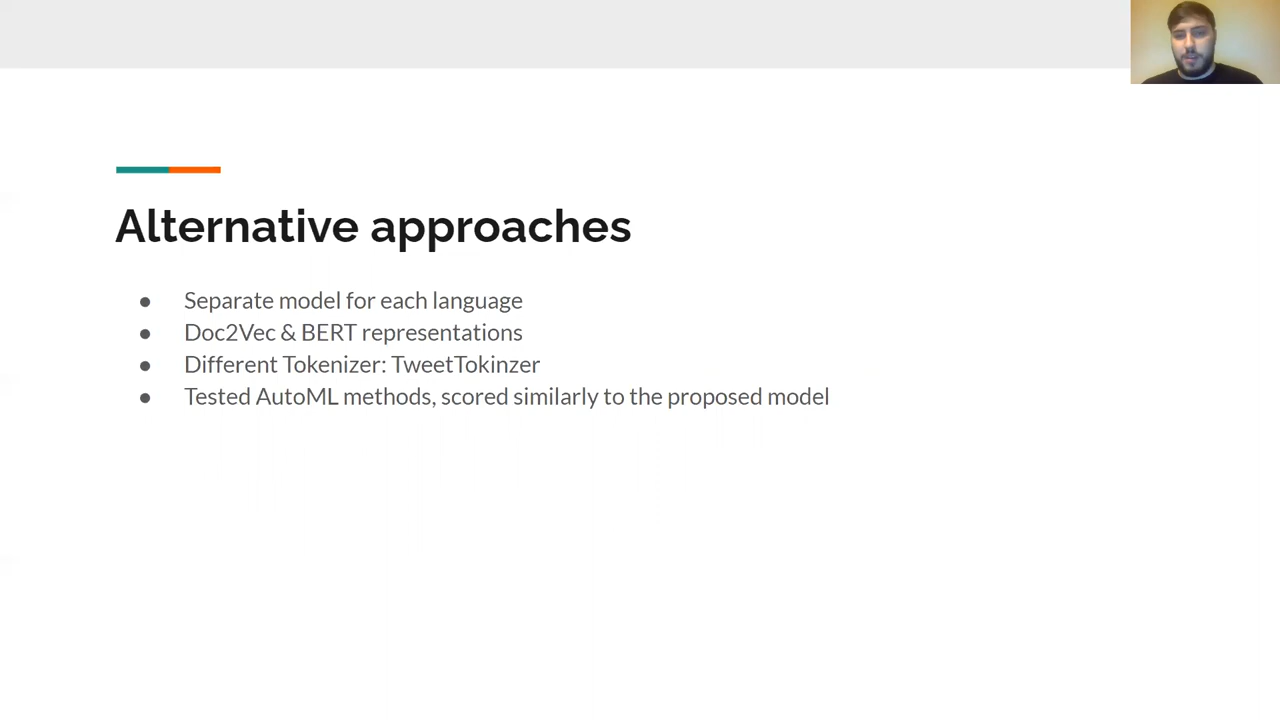 Alternative approaches
● Separate model for each language
● Doc2Vec & BERT representations
● Different Tokenizer: TweetTokinzer
● Tested AutoML methods, scored similarly to the proposed model